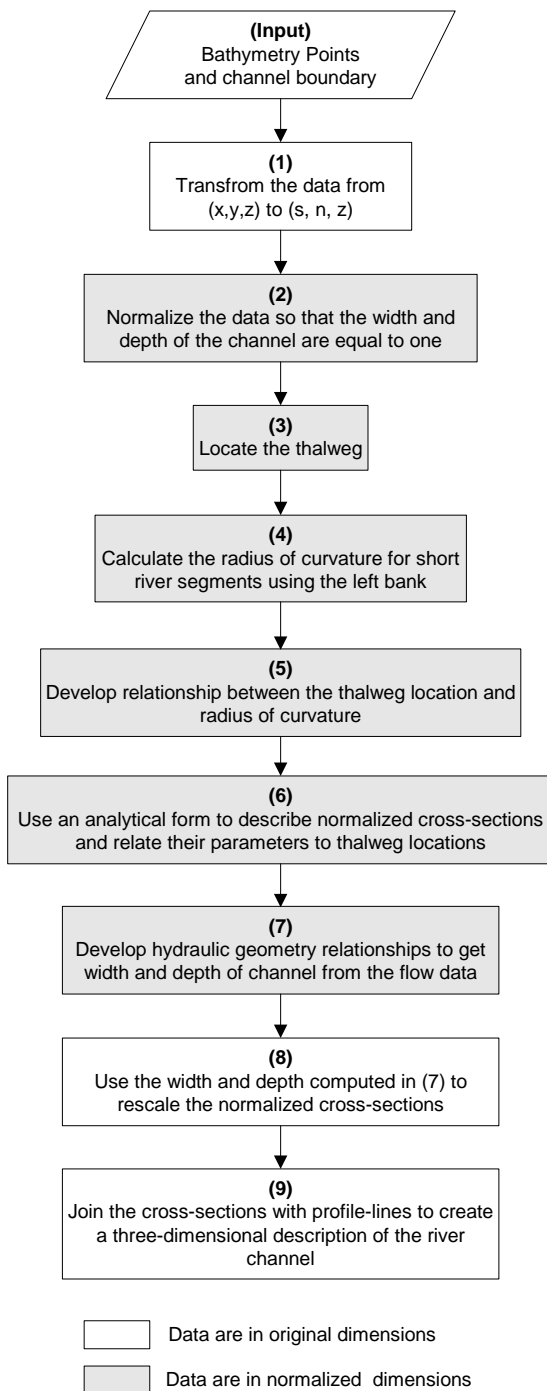 (Input)
Bathymetry Points
and channel boundary
(1)
Transfrom the data from
(x,y,z) to (s, n, z)
(2)
Normalize the data so that the width and
depth of the channel are equal to one
(3)
Locate the thalweg
(4)
Calculate the radius of curvature for short
river segments using the left bank
(5)
Develop relationship between the thalweg location and
radius of curvature
(6)
Use an analytical form to describe normalized cross-sections
and relate their parameters to thalweg locations
(7)
Develop hydraulic geometry relationships to get
width and depth of channel from the flow data
(8)
Use the width and depth computed in (7) to
rescale the normalized cross-sections
(9)
Join the cross-sections with profile-lines to create
a three-dimensional description of the river
channel
Data are in original dimensions
Data are in normalized dimensions